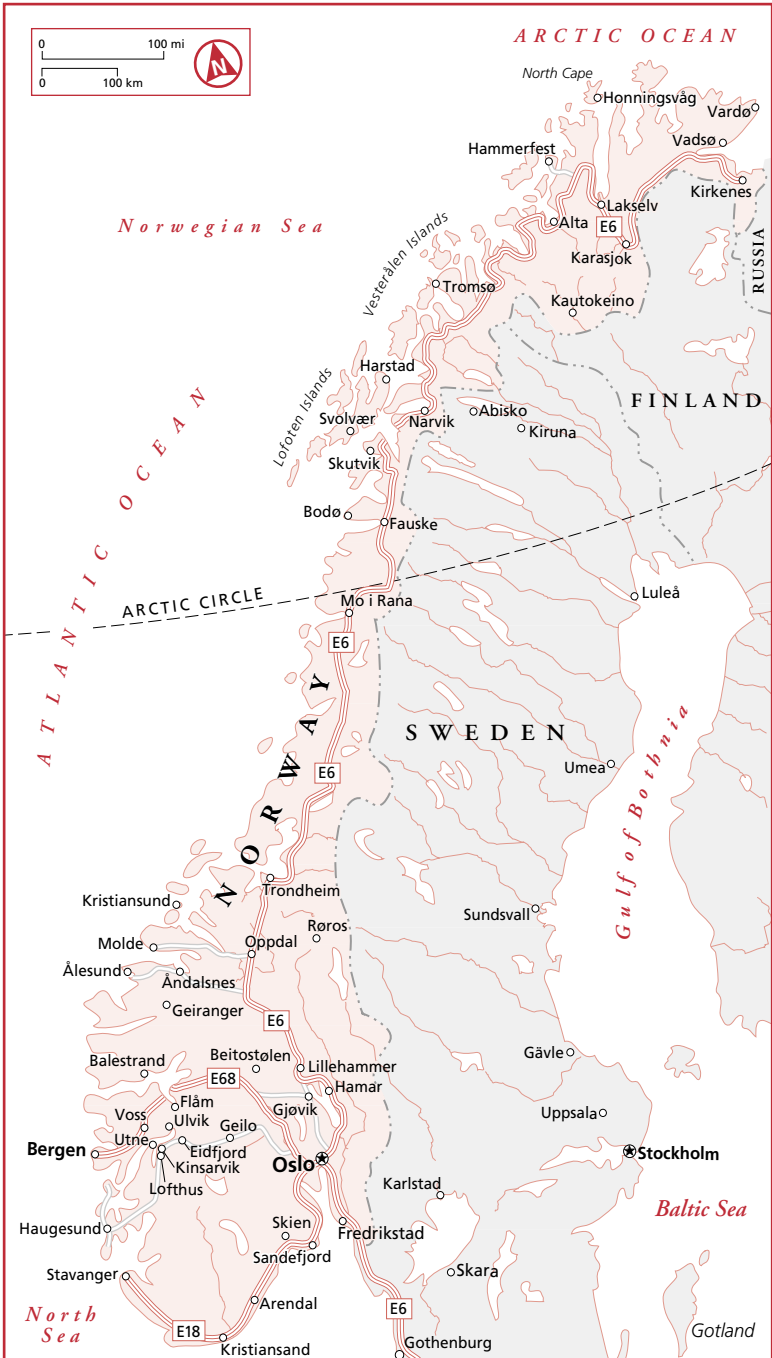 0 100 mi
0 100 km
N
ARCTIC OCEAN
North Cape
Honningsvåg
Vardø
Hammerfest
Vadsø
Kirkenes
Lakselv
Norwegian Sea
Alta
E6
Karasjok
RUSSIA
Vesterålen Islands
Tromsø
Kautokeino
Harstad
Lofoten Islands
FINLAND
Svolvær
Narvik
Abisko
Kiruna
Skutvik
ATLANTIC OCEAN
Bodø
Fauske
ARCTIC CIRCLE
Mo i Rana
Luleå
E6
NORWAY
SWEDEN
Umea
E6
Gulf of Bothnia
Trondheim
Kristiansund
Sundsvall
Røros
Molde
Oppdal
Ålesund
Åndalsnes
Geiranger
E6
Gävle
Balestrand
Beitostølen
Lillehammer
E68
Hamar
Gjøvik
Flåm
Uppsala
Voss
Ulvik
Geilo
Utne
Eidfjord
Bergen
Kinsarvik
Oslo
Stockholm
Lofthus
Karlstad
Baltic Sea
Haugesund
Skien
Fredrikstad
Sandefjord
Stavanger
Skara
Arendal
North
Sea
E18
E6
Gotland
Kristiansand
Gothenburg